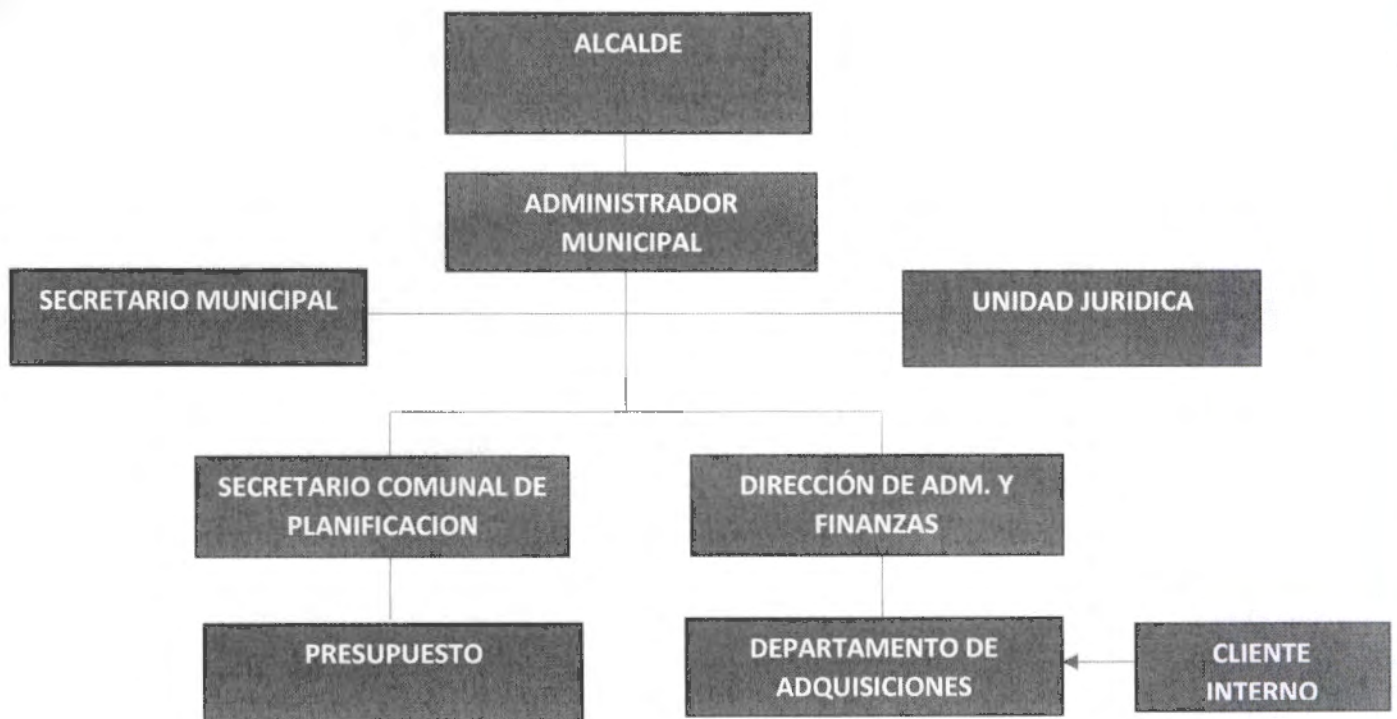 ALCALDE
ADMINISTRADOR
MUNICIPAL
SECRETARIO MUNICIPAL
UNIDAD JURIDICA
SECRETARIO COMUNAL DE
PLANIFICACION
DIRECCIÓN DE ADM. Y
FINANZAS
PRESUPUESTO
DEPARTAMENTO DE
ADQUISICIONES
CLIENTE
INTERNO